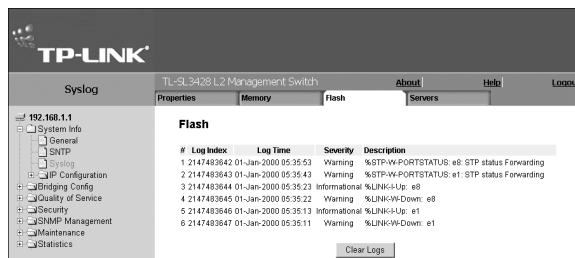 TP-LINK
Syslog
TL-SL3428 L2 Management Switch
About
Help
Logou
Properties
Memory
Flash
Servers
192.168.1.1
System Info
General
SNTP
Syslog
IP Configuration
Bridging Config
Quality of Service
Security
SNMP Management
Maintenance
Statistics
Flash
# Log Index Log Time Severity Description
1 2147483642 01-Jan-2000 05:35:53 Warning %STP-W-PORTSTATUS: e8: STP status Forwarding
2 2147483643 01-Jan-2000 05:35:43 Warning %STP-W-PORTSTATUS: e1: STP status Forwarding
3 2147483644 01-Jan-2000 05:35:23 Informational %LINK-I-Up: e8
4 2147483645 01-Jan-2000 05:35:22 Warning %LINK-W-Down: e8
5 2147483646 01-Jan-2000 05:35:13 Informational %LINK-I-Up: e1
6 2147483647 01-Jan-2000 05:35:11 Warning %LINK-W-Down: e1
Clear Logs